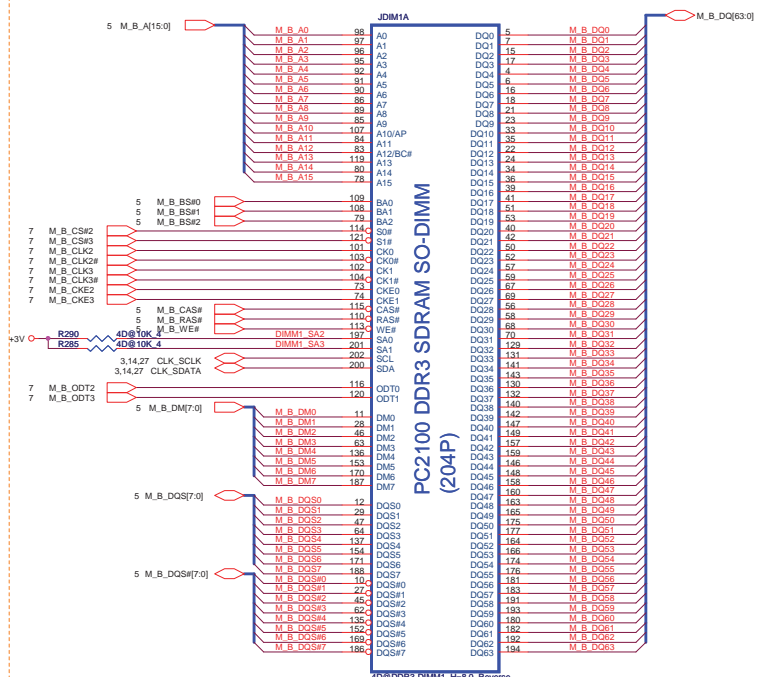 JDIM1A
5 M_B_A[15:0]
M_B_A0 98 A0
M_B_A1 97 A1
M_B_A2 96 A2
M_B_A3 95 A3
M_B_A4 92 A4
M_B_A5 91 A5
M_B_A6 90 A6
M_B_A7 86 A7
M_B_A8 89 A8
M_B_A9 85 A9
M_B_A10 107 A10/AP
M_B_A11 84 A11
M_B_A12 83 A12/BC#
M_B_A13 119 A13
M_B_A14 80 A14
M_B_A15 78 A15
5 M_B_BS#0 109 BA0
5 M_B_BS#1 108 BA1
5 M_B_BS#2 79 BA2
7 M_B_CS#2 114 S0#
7 M_B_CS#3 121 S1#
7 M_B_CLK2 101 CK0
7 M_B_CLK2# 103 CK0#
7 M_B_CLK3 102 CK1
7 M_B_CLK3# 104 CK1#
7 M_B_CKE2 73 CKE0
7 M_B_CKE3 74 CKE1
5 M_B_CAS# 115 CAS#
5 M_B_RAS# 110 RAS#
5 M_B_WE# 113 WE#
+3V R290 4D@10K_4 DIMM1_SA2 197 SA0
R285 4D@10K_4 DIMM1_SA3 201 SA1
3,14,27 CLK_SCLK 202 SCL
3,14,27 CLK_SDATA 200 SDA
7 M_B_ODT2 116 ODT0
7 M_B_ODT3 120 ODT1
5 M_B_DM[7:0]
M_B_DM0 11 DM0
M_B_DM1 28 DM1
M_B_DM2 46 DM2
M_B_DM3 63 DM3
M_B_DM4 136 DM4
M_B_DM5 153 DM5
M_B_DM6 170 DM6
M_B_DM7 187 DM7
5 M_B_DQS[7:0]
M_B_DQS0 12 DQS0
M_B_DQS1 29 DQS1
M_B_DQS2 47 DQS2
M_B_DQS3 64 DQS3
M_B_DQS4 137 DQS4
M_B_DQS5 154 DQS5
M_B_DQS6 171 DQS6
M_B_DQS7 188 DQS7
5 M_B_DQS#[7:0]
M_B_DQS#0 10 DQS#0
M_B_DQS#1 27 DQS#1
M_B_DQS#2 45 DQS#2
M_B_DQS#3 62 DQS#3
M_B_DQS#4 135 DQS#4
M_B_DQS#5 152 DQS#5
M_B_DQS#6 169 DQS#6
M_B_DQS#7 186 DQS#7
PC2100 DDR3 SDRAM SO-DIMM
(204P)
M_B_DQ[63:0]
DQ0 5 M_B_DQ0
DQ1 7 M_B_DQ1
DQ2 15 M_B_DQ2
DQ3 17 M_B_DQ3
DQ4 4 M_B_DQ4
DQ5 6 M_B_DQ5
DQ6 16 M_B_DQ6
DQ7 18 M_B_DQ7
DQ8 21 M_B_DQ8
DQ9 23 M_B_DQ9
DQ10 33 M_B_DQ10
DQ11 35 M_B_DQ11
DQ12 22 M_B_DQ12
DQ13 24 M_B_DQ13
DQ14 34 M_B_DQ14
DQ15 36 M_B_DQ15
DQ16 39 M_B_DQ16
DQ17 41 M_B_DQ17
DQ18 51 M_B_DQ18
DQ19 53 M_B_DQ19
DQ20 40 M_B_DQ20
DQ21 42 M_B_DQ21
DQ22 50 M_B_DQ22
DQ23 52 M_B_DQ23
DQ24 57 M_B_DQ24
DQ25 59 M_B_DQ25
DQ26 67 M_B_DQ26
DQ27 69 M_B_DQ27
DQ28 56 M_B_DQ28
DQ29 58 M_B_DQ29
DQ30 68 M_B_DQ30
DQ31 70 M_B_DQ31
DQ32 129 M_B_DQ32
DQ33 131 M_B_DQ33
DQ34 141 M_B_DQ34
DQ35 143 M_B_DQ35
DQ36 130 M_B_DQ36
DQ37 132 M_B_DQ37
DQ38 140 M_B_DQ38
DQ39 142 M_B_DQ39
DQ40 147 M_B_DQ40
DQ41 149 M_B_DQ41
DQ42 157 M_B_DQ42
DQ43 159 M_B_DQ43
DQ44 146 M_B_DQ44
DQ45 148 M_B_DQ45
DQ46 158 M_B_DQ46
DQ47 160 M_B_DQ47
DQ48 163 M_B_DQ48
DQ49 165 M_B_DQ49
DQ50 175 M_B_DQ50
DQ51 177 M_B_DQ51
DQ52 164 M_B_DQ52
DQ53 166 M_B_DQ53
DQ54 174 M_B_DQ54
DQ55 176 M_B_DQ55
DQ56 181 M_B_DQ56
DQ57 183 M_B_DQ57
DQ58 191 M_B_DQ58
DQ59 193 M_B_DQ59
DQ60 180 M_B_DQ60
DQ61 182 M_B_DQ61
DQ62 192 M_B_DQ62
DQ63 194 M_B_DQ63
4D@DDR3-DIMM1_H=8.0_Reverse